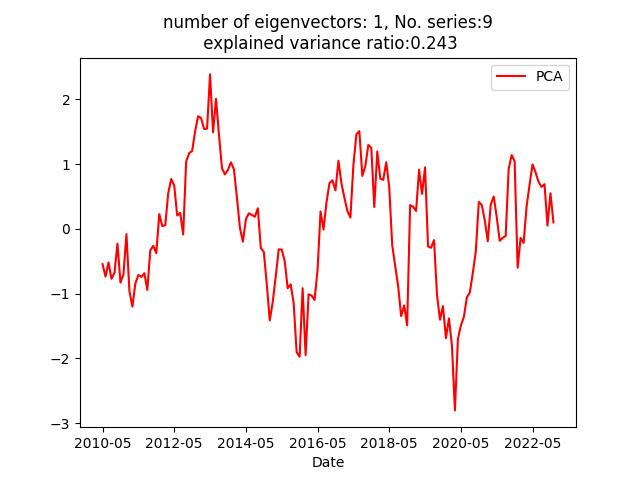 number of eigenvectors: 1, No. series:9
explained variance ratio:0.243
PCA
2
1
0
−1
−2
−3
2010-05 2012-05 2014-05 2016-05 2018-05 2020-05 2022-05
Date